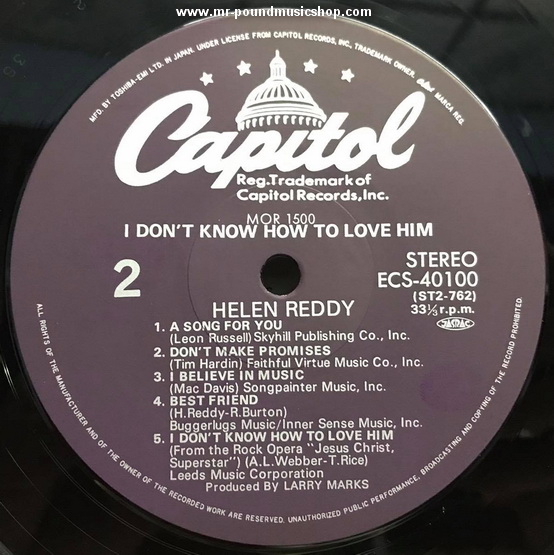 www.mr-poundmusicshop.com
MFD. BY TOSHIBA-EMI LTD. IN JAPAN. UNDER LICENSE FROM CAPITOL RECORDS, INC., TRADEMARK OWNER. Capitol MARCA REG.
Capitol
Reg.Trademark of
Capitol Records,Inc.
MOR 1500
I DON'T KNOW HOW TO LOVE HIM
2
STEREO
ECS-40100
(ST2-762)
33⅓ r.p.m.
JASRAC
HELEN REDDY
1. A SONG FOR YOU
(Leon Russell) Skyhill Publishing Co., Inc.
2. DON'T MAKE PROMISES
(Tim Hardin) Faithful Virtue Music Co., Inc.
3. I BELIEVE IN MUSIC
(Mac Davis) Songpainter Music, Inc.
4. BEST FRIEND
(H.Reddy-R.Burton)
Buggerlugs Music/Inner Sense Music, Inc.
5. I DON'T KNOW HOW TO LOVE HIM
(From the Rock Opera "Jesus Christ,
Superstar") (A.L.Webber-T.Rice)
Leeds Music Corporation
Produced by LARRY MARKS
ALL RIGHTS OF THE MANUFACTURER AND OF THE OWNER OF THE RECORDED WORK ARE RESERVED. UNAUTHORIZED PUBLIC PERFORMANCE, BROADCASTING AND COPYING OF THE RECORD PROHIBITED.